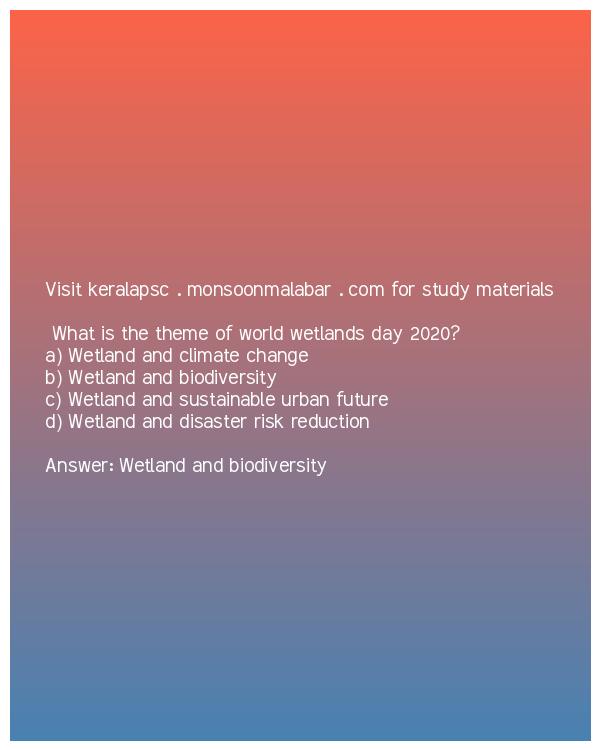 Visit keralapsc . monsoonmalabar . com for study materials
What is the theme of world wetlands day 2020?
a) Wetland and climate change
b) Wetland and biodiversity
c) Wetland and sustainable urban future
d) Wetland and disaster risk reduction
Answer: Wetland and biodiversity